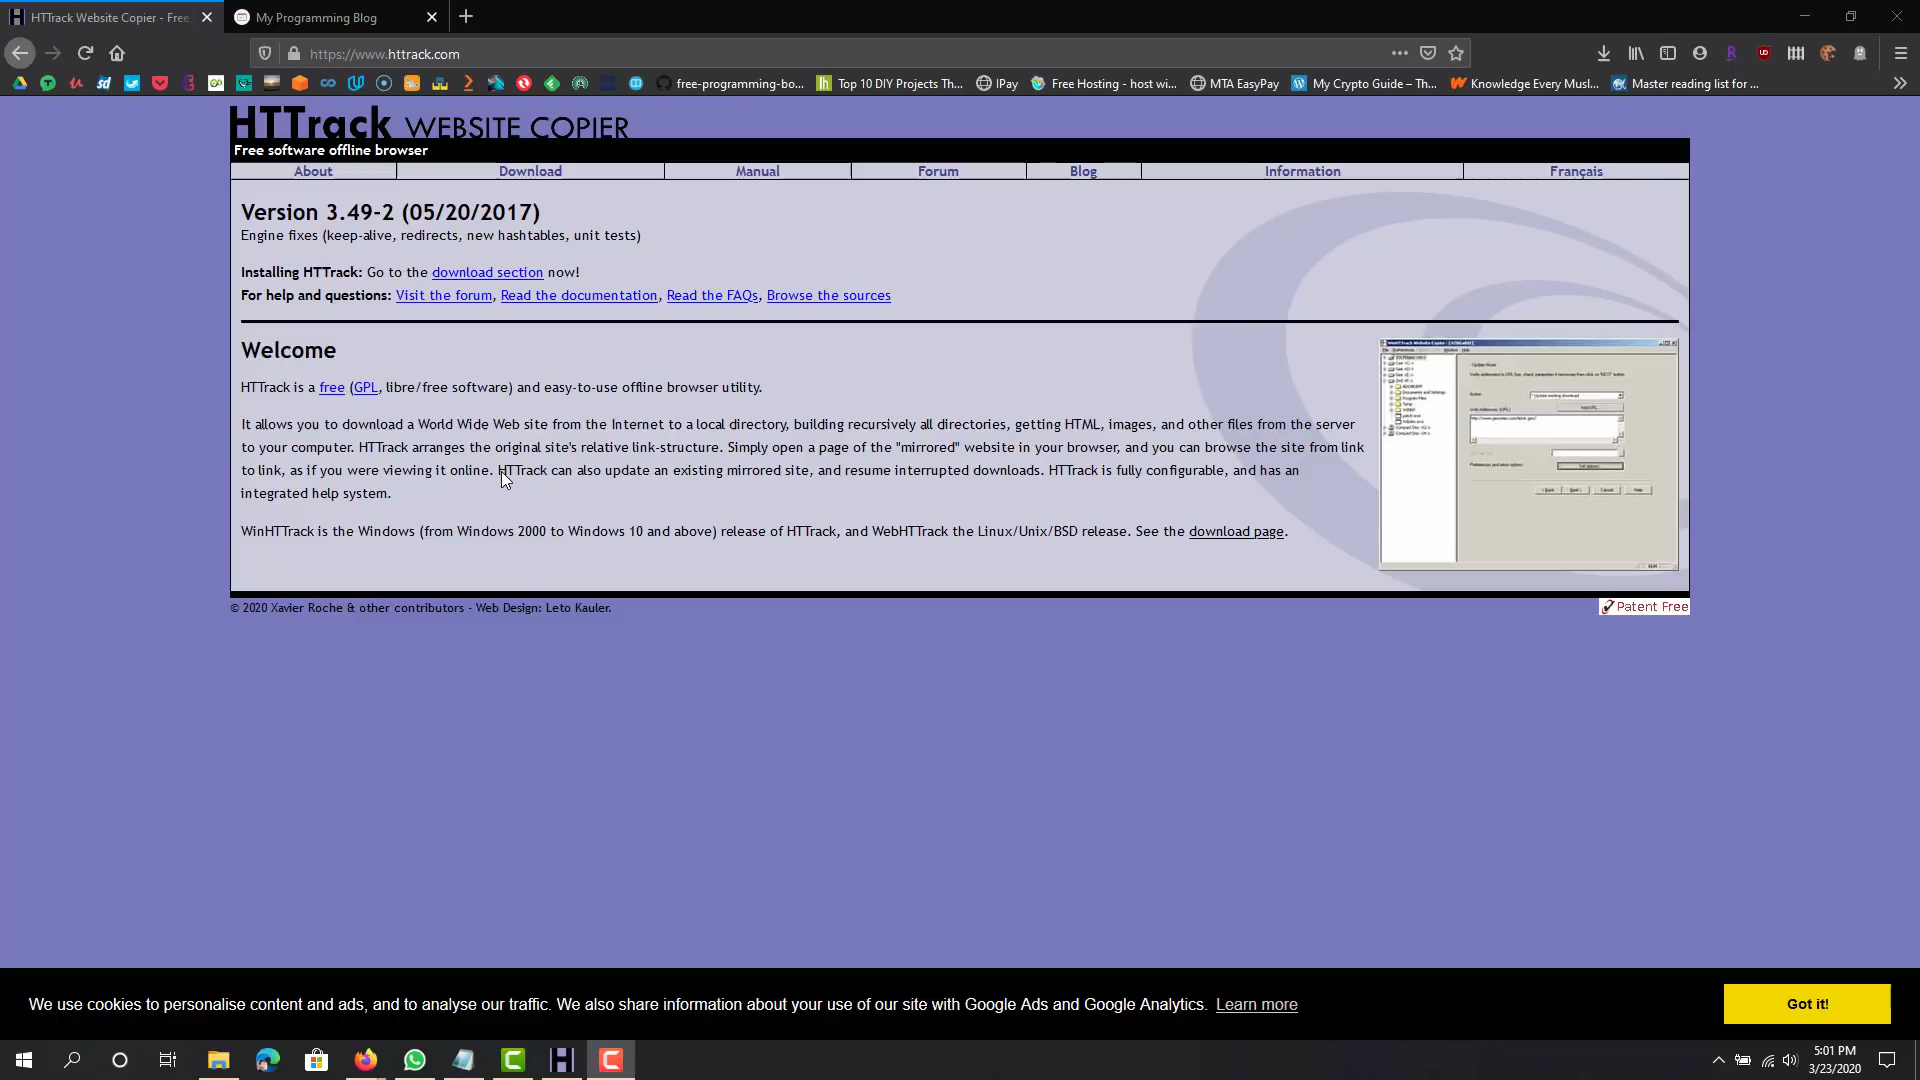 HTTrack Website Copier - Free
My Programming Blog
https://www.httrack.com
free-programming-bo...
Top 10 DIY Projects Th...
IPay
Free Hosting - host wi...
MTA EasyPay
My Crypto Guide – Th...
Knowledge Every Musl...
Master reading list for ...
HTTrack WEBSITE COPIER
Free software offline browser
About
Download
Manual
Forum
Blog
Information
Français
Version 3.49-2 (05/20/2017)
Engine fixes (keep-alive, redirects, new hashtables, unit tests)
Installing HTTrack: Go to the download section now!
For help and questions: Visit the forum, Read the documentation, Read the FAQs, Browse the sources
Welcome
HTTrack is a free (GPL, libre/free software) and easy-to-use offline browser utility.
It allows you to download a World Wide Web site from the Internet to a local directory, building recursively all directories, getting HTML, images, and other files from the server
to your computer. HTTrack arranges the original site's relative link-structure. Simply open a page of the "mirrored" website in your browser, and you can browse the site from link
to link, as if you were viewing it online. HTTrack can also update an existing mirrored site, and resume interrupted downloads. HTTrack is fully configurable, and has an
integrated help system.
WinHTTrack is the Windows (from Windows 2000 to Windows 10 and above) release of HTTrack, and WebHTTrack the Linux/Unix/BSD release. See the download page.
© 2020 Xavier Roche & other contributors - Web Design: Leto Kauler.
Patent Free
We use cookies to personalise content and ads, and to analyse our traffic. We also share information about your use of our site with Google Ads and Google Analytics. Learn more
Got it!
5:01 PM
3/23/2020